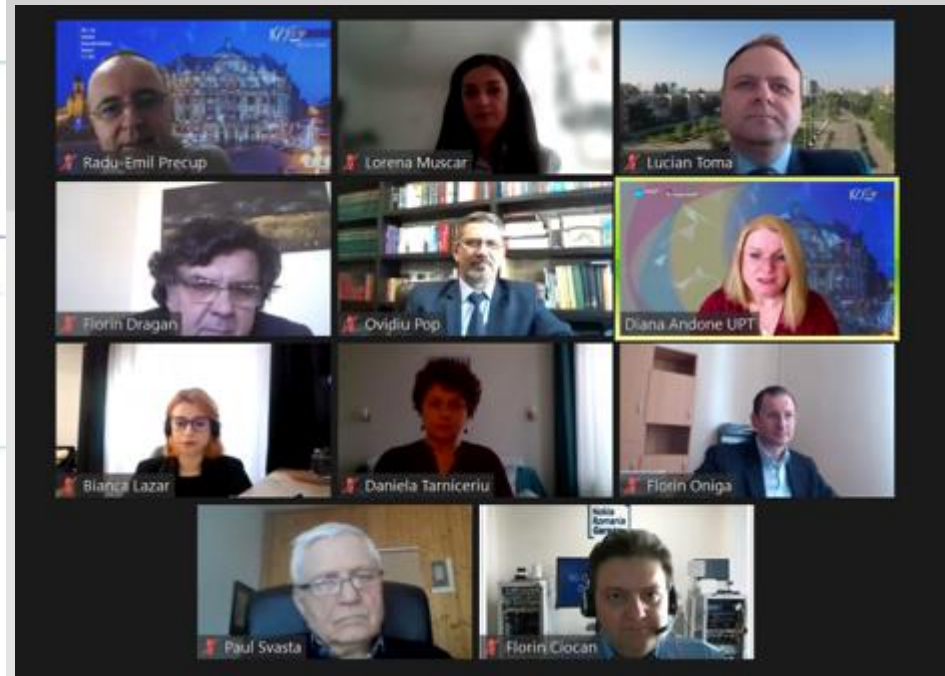 Radu-Emil Precup
Lorena Muscar
Lucian Toma
Florin Dragan
Ovidiu Pop
Diana Andone UPT
Bianca Lazar
Daniela Tarniceriu
Florin Oniga
Nokia
Romania
Paul Svasta
Florin Ciocan